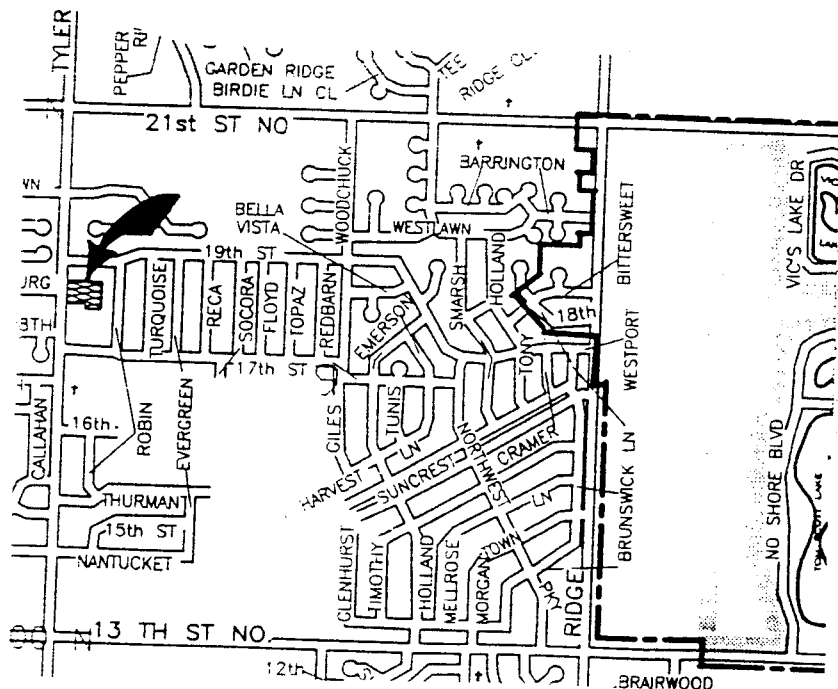 TYLER
PEPPER
GARDEN RIDGE
BIRDIE LN CL
TEE
RIDGE CL
21st ST NO
WOODCHUCK
BARRINGTON
WN
BELLA
VISTA
WESTLAWN
HOLLAND
BITTERSWEET
VIC'S LAKE DR
19th ST
URG
TURQUOISE
RECA
SOCORA
FLOYD
TOPAZ
REDBARN
EMERSON
SMARSH
18th
8TH
17th ST
TONY
WESTPORT
CALLAHAN
16th
ROBIN
EVERGREEN
GILES
TUNIS
HARVEST LN
SUNCREST
NORTHWEST PKY
CRAMER
BRUNSWICK LN
NO SHORE BLVD
THURMANT
15th ST
NANTUCKET
GLENHURST
TIMOTHY
HOLLAND
MELLROSE
MORGANTOWN LN
RIDGE
13 TH ST NO.
12th
BRAIRWOOD